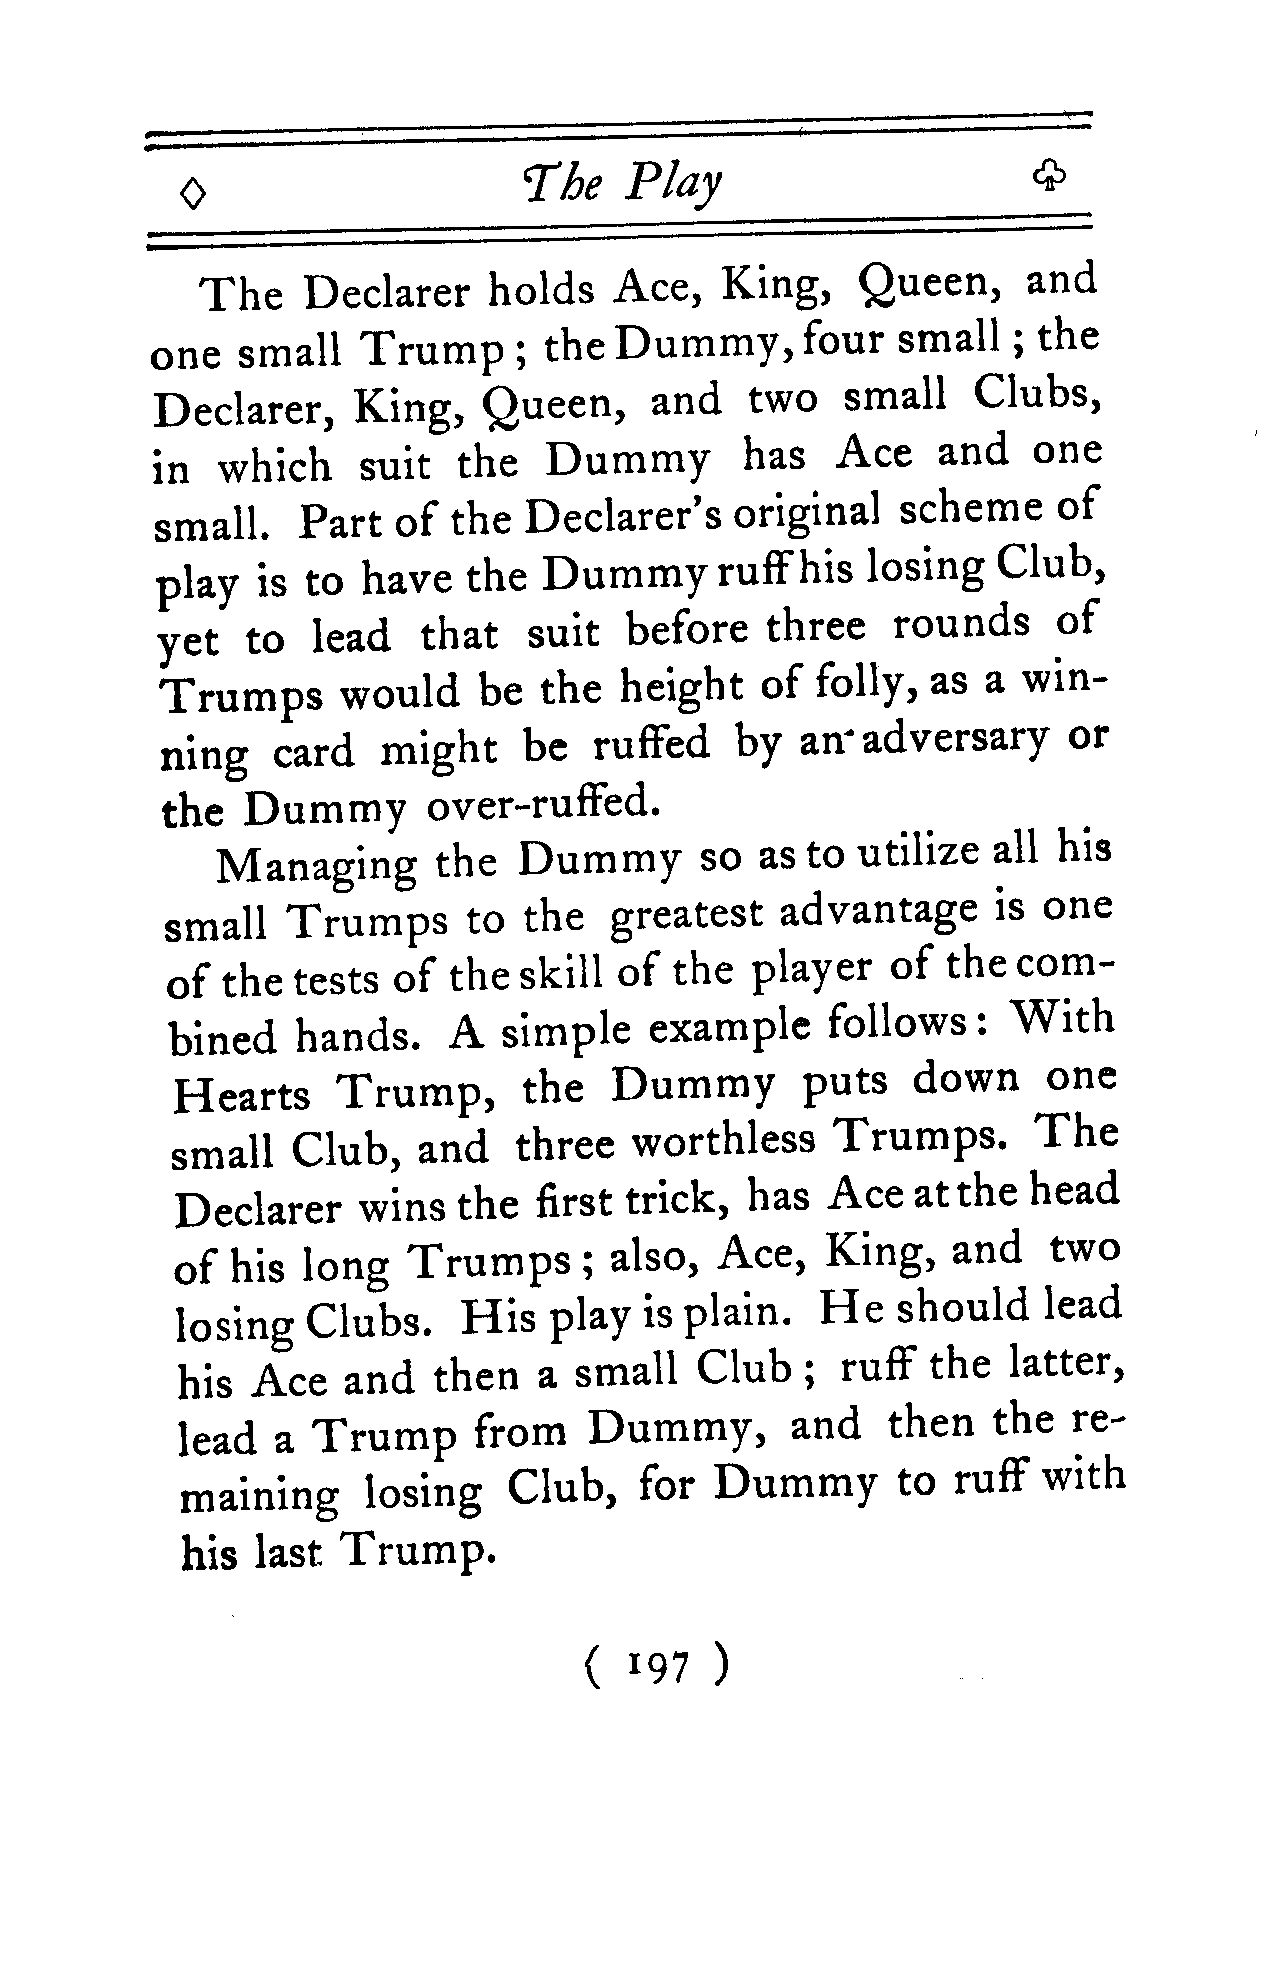 The Play
The Declarer holds Ace, King, Queen, and
one small Trump ; the Dummy, four small ; the
Declarer, King, Queen, and two small Clubs,
in which suit the Dummy has Ace and one
small. Part of the Declarer's original scheme of
play is to have the Dummy ruff his losing Club,
yet to lead that suit before three rounds of
Trumps would be the height of folly, as a win-
ning card might be ruffed by an adversary or
the Dummy over-ruffed.
Managing the Dummy so as to utilize all his
small Trumps to the greatest advantage is one
of the tests of the skill of the player of the com-
bined hands. A simple example follows : With
Hearts Trump, the Dummy puts down one
small Club, and three worthless Trumps. The
Declarer wins the first trick, has Ace at the head
of his long Trumps ; also, Ace, King, and two
losing Clubs. His play is plain. He should lead
his Ace and then a small Club ; ruff the latter,
lead a Trump from Dummy, and then the re-
maining losing Club, for Dummy to ruff with
his last Trump.
( 197 )